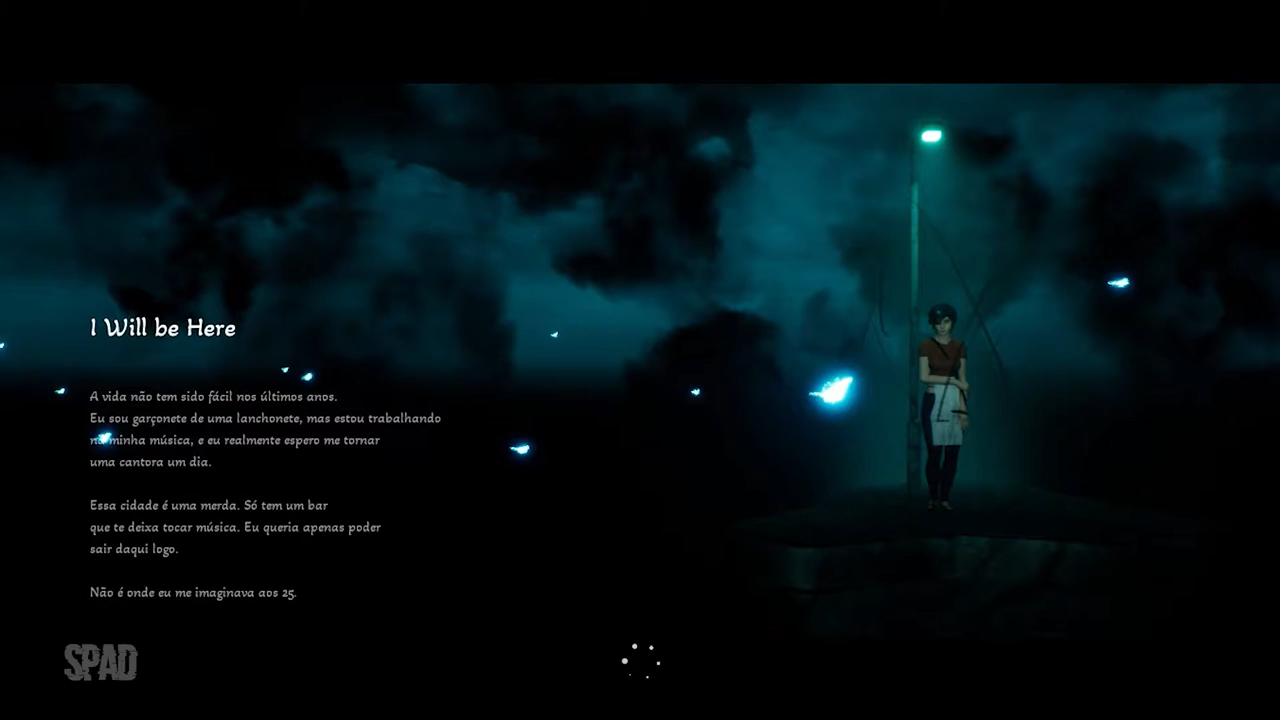 I Will be Here
A vida não tem sido fácil nos últimos anos.
Eu sou garçonete de uma lanchonete, mas estou trabalhando
na minha música, e eu realmente espero me tornar
uma cantora um dia.
Essa cidade é uma merda. Só tem um bar
que te deixa tocar música. Eu queria apenas poder
sair daqui logo.
Não é onde eu me imaginava aos 25.
SPAD